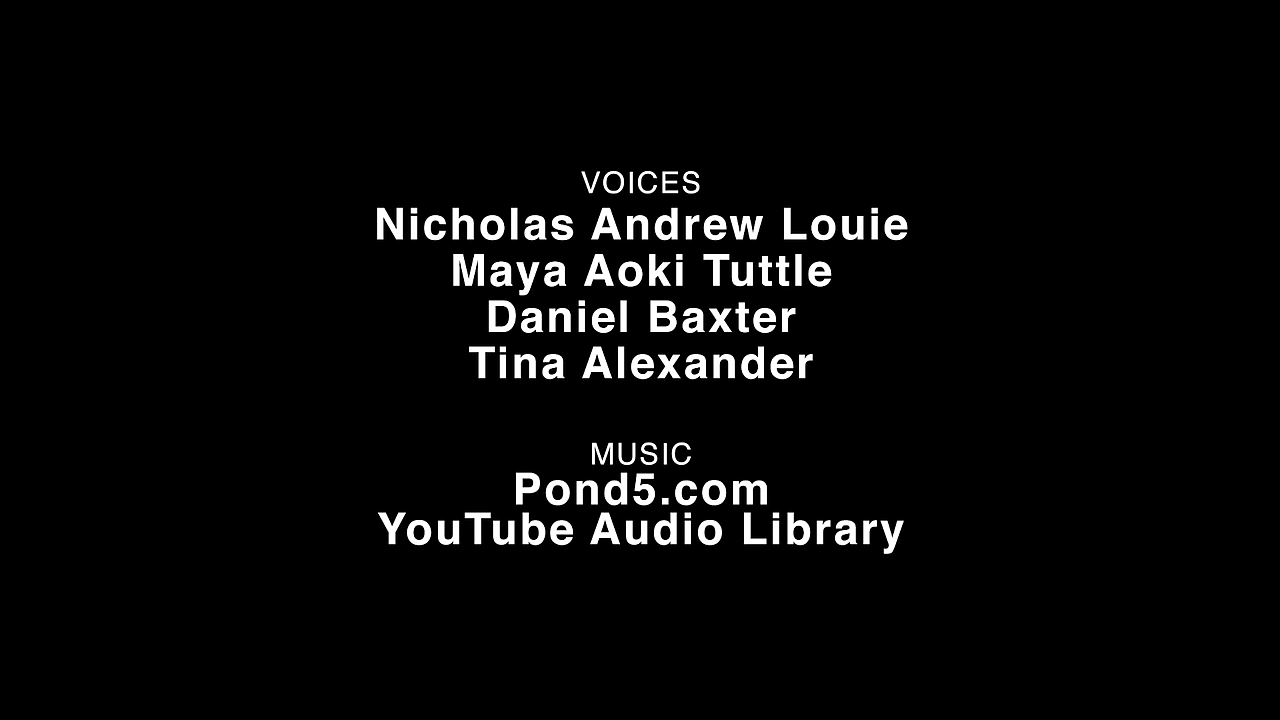 VOICES
Nicholas Andrew Louie
Maya Aoki Tuttle
Daniel Baxter
Tina Alexander
MUSIC
Pond5.com
YouTube Audio Library